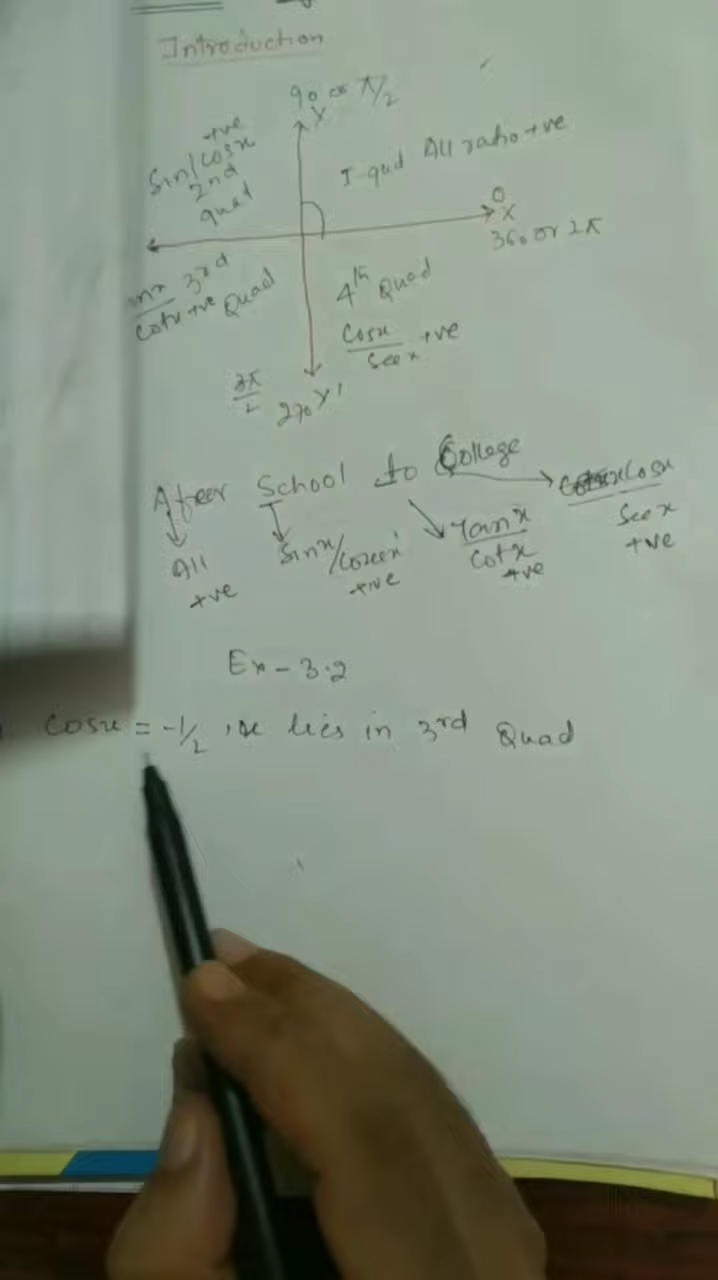 Introduction
90 or π/2
Y
Sin/Cosx +ve
2nd
quad
I-qud All ratio +ve
0
X
360 or 2π
3rd
Quad
Cotx +ve
4th Quad
Cosx
Secx +ve
3π/2
270 Y'
After School to College
All
+ve
Sinx/Cosecx
+ve
Tanx
Cotx
+ve
Cosx
Secx
+ve
Ex - 3.2
Cosx = -1/2, x lies in 3rd Quad